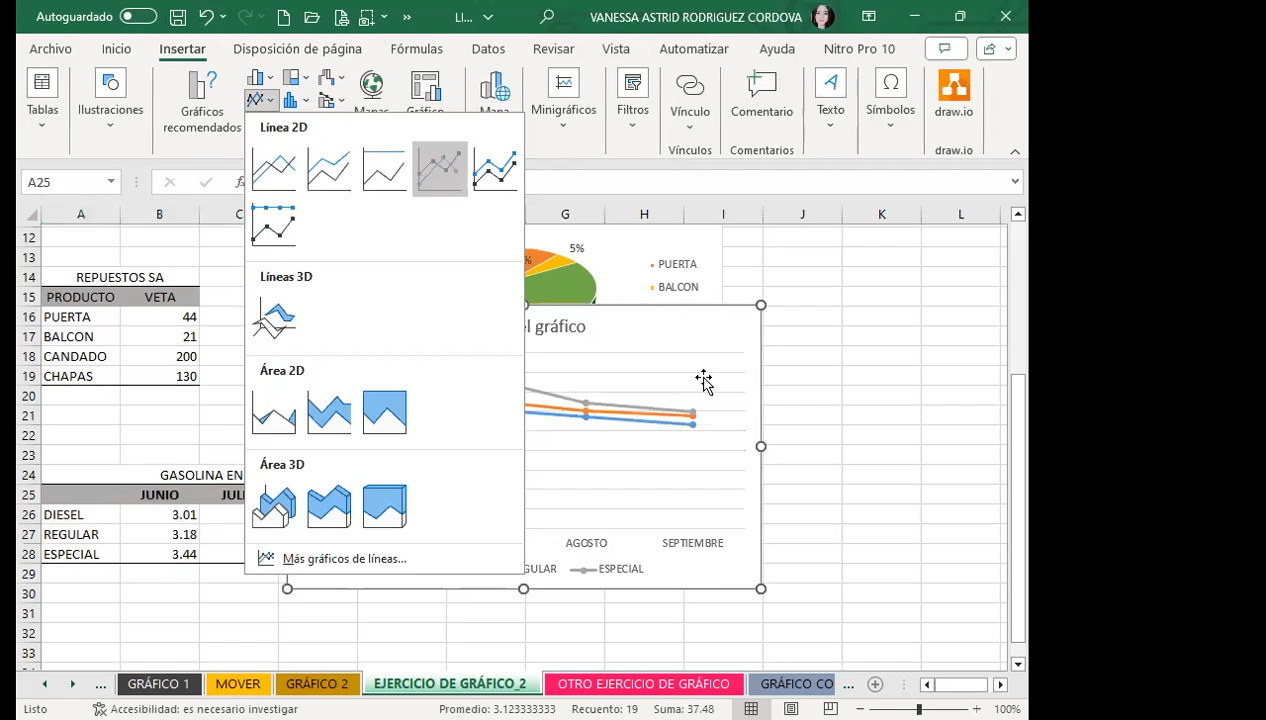 Autoguardado
LI...
VANESSA ASTRID RODRIGUEZ CORDOVA
Archivo
Inicio
Insertar
Disposición de página
Fórmulas
Datos
Revisar
Vista
Automatizar
Ayuda
Nitro Pro 10
Tablas
Ilustraciones
Gráficos
recomendados
Mapas
Gráfico
Mapa
Minigráficos
Filtros
Vínculo
Comentario
Texto
Símbolos
draw.io
Vínculos
Comentarios
draw.io
A25
Línea 2D
Líneas 3D
Área 2D
Área 3D
Más gráficos de líneas...
A B C G H I J K L
12
13
14 REPUESTOS SA
15 PRODUCTO VETA
16 PUERTA 44
17 BALCON 21
18 CANDADO 200
19 CHAPAS 130
20
21
22
23
24 GASOLINA EN
25 JUNIO JULI
26 DIESEL 3.01
27 REGULAR 3.18
28 ESPECIAL 3.44
29
30
31
32
33
5%
%
PUERTA
BALCON
el gráfico
AGOSTO SEPTIEMBRE
GULAR ESPECIAL
... GRÁFICO 1 MOVER GRÁFICO 2 EJERCICIO DE GRÁFICO_2 OTRO EJERCICIO DE GRÁFICO GRÁFICO CO ...
Listo Accesibilidad: es necesario investigar Promedio: 3.123333333 Recuento: 19 Suma: 37.48 100%